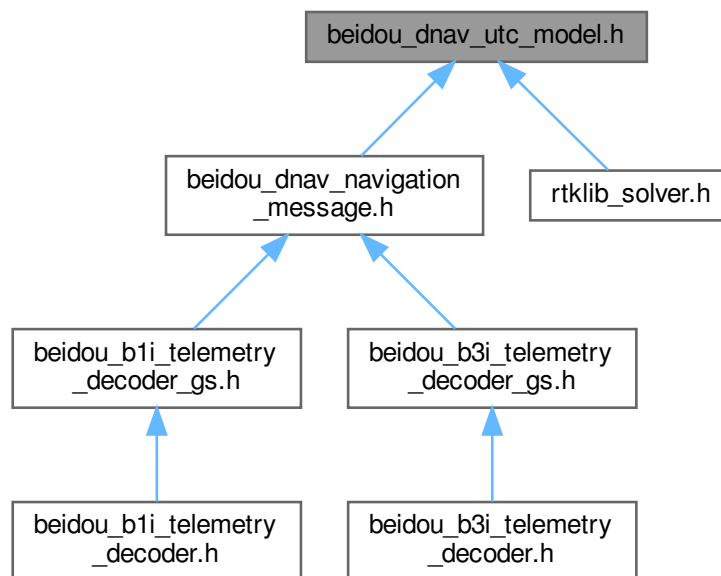 beidou_dnav_utc_model.h
beidou_dnav_navigation
_message.h
rtklib_solver.h
beidou_b1i_telemetry
_decoder_gs.h
beidou_b3i_telemetry
_decoder_gs.h
beidou_b1i_telemetry
_decoder.h
beidou_b3i_telemetry
_decoder.h